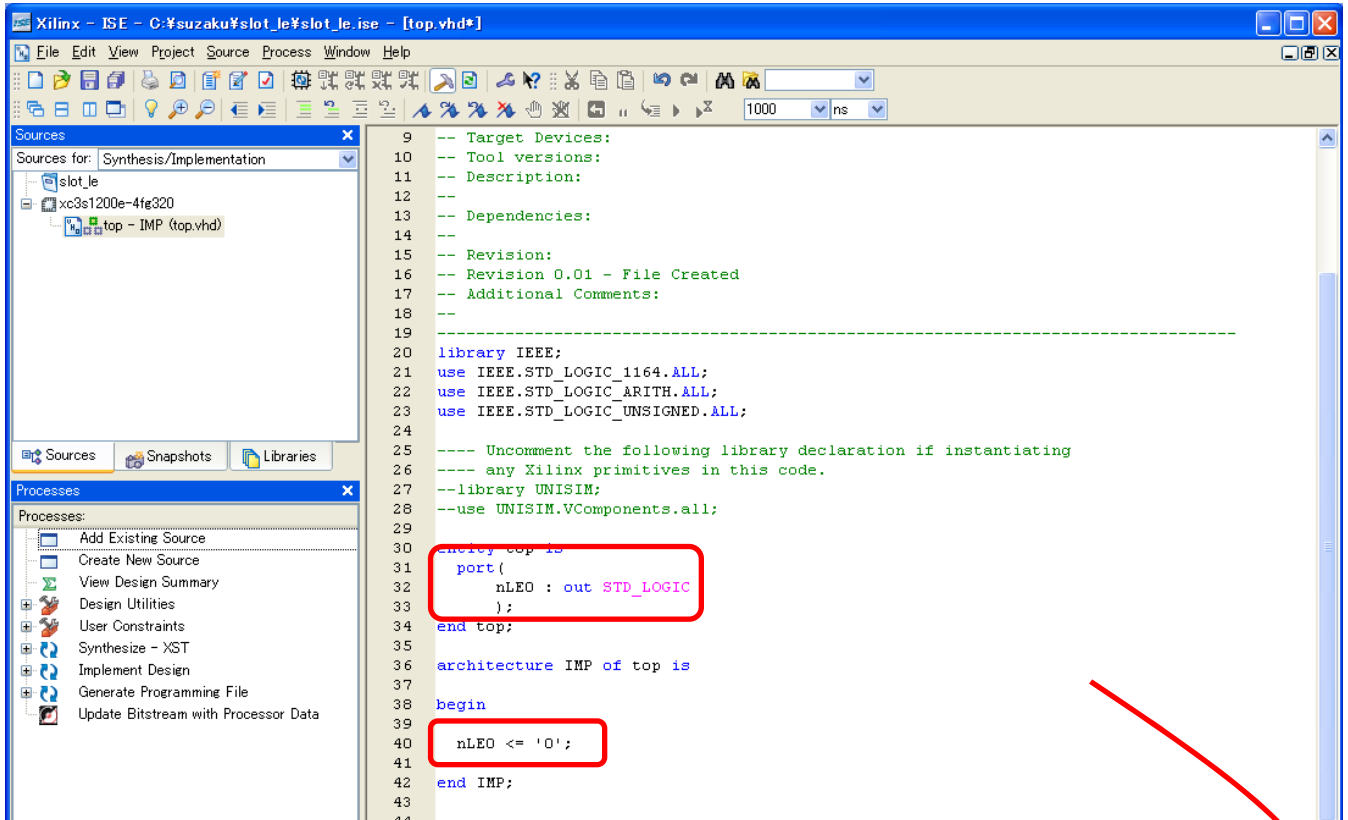 Xilinx - ISE - C:¥suzaku¥slot_le¥slot_le.ise - [top.vhd*]
File Edit View Project Source Process Window Help
1000 ns
Sources
Sources for: Synthesis/Implementation
slot_le
xc3s1200e-4fg320
top - IMP (top.vhd)
Sources Snapshots Libraries
Processes
Processes:
Add Existing Source
Create New Source
View Design Summary
Design Utilities
User Constraints
Synthesize - XST
Implement Design
Generate Programming File
Update Bitstream with Processor Data
9 -- Target Devices:
10 -- Tool versions:
11 -- Description:
12 --
13 -- Dependencies:
14 --
15 -- Revision:
16 -- Revision 0.01 - File Created
17 -- Additional Comments:
18 --
19 ----------------------------------------------------------------------------------
20 library IEEE;
21 use IEEE.STD_LOGIC_1164.ALL;
22 use IEEE.STD_LOGIC_ARITH.ALL;
23 use IEEE.STD_LOGIC_UNSIGNED.ALL;
24
25 ---- Uncomment the following library declaration if instantiating
26 ---- any Xilinx primitives in this code.
27 --library UNISIM;
28 --use UNISIM.VComponents.all;
29
30 entity top is
31 port(
32 nLE0 : out STD_LOGIC
33 );
34 end top;
35
36 architecture IMP of top is
37
38 begin
39
40 nLE0 <= '0';
41
42 end IMP;
43
44